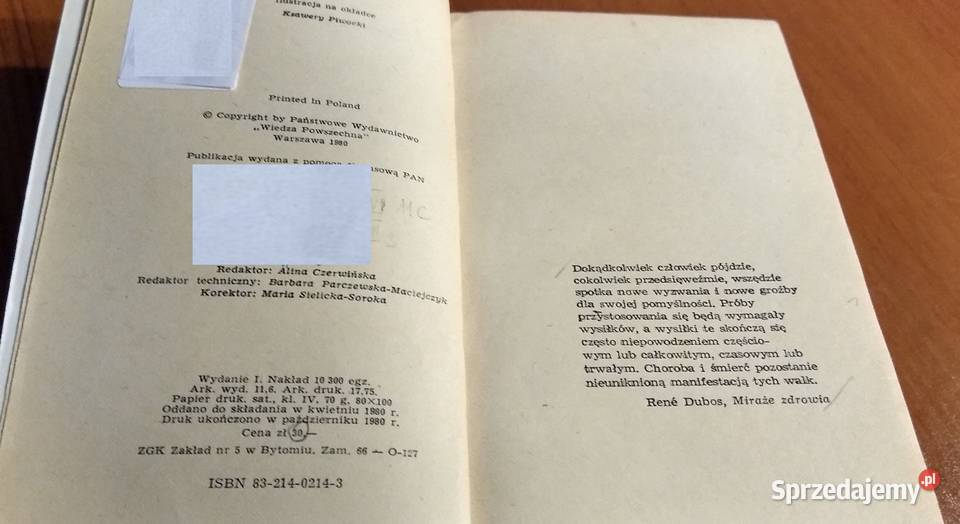 Ilustracja na okładce
Ksawery Piwocki
Printed in Poland
© Copyright by Państwowe Wydawnictwo
„Wiedza Powszechna"
Warszawa 1980
Publikacja wydana z pomocą finansową PAN
MC
Redaktor: Alina Czerwińska
Redaktor techniczny: Barbara Parczewska-Maciejczyk
Korektor: Maria Sielicka-Soroka
Wydanie I. Nakład 10 300 egz.
Ark. wyd. 11,6. Ark. druk. 17,75.
Papier druk. sat., kl. IV, 70 g, 80×100
Oddano do składania w kwietniu 1980 r.
Druk ukończono w październiku 1980 r.
Cena zł 30,—
ZGK Zakład nr 5 w Bytomiu. Zam. 66 — O-127
ISBN 83-214-0214-3
Dokądkolwiek człowiek pójdzie,
cokolwiek przedsięweźmie, wszędzie
spotka nowe wyzwania i nowe groźby
dla swojej pomyślności. Próby
przystosowania się będą wymagały
wysiłków, a wysiłki te skończą się
często niepowodzeniem częścio-
wym lub całkowitym, czasowym lub
trwałym. Choroba i śmierć pozostanie
nieuniknioną manifestacją tych walk.
René Dubos, Miraże zdrowia
Sprzedajemy.pl